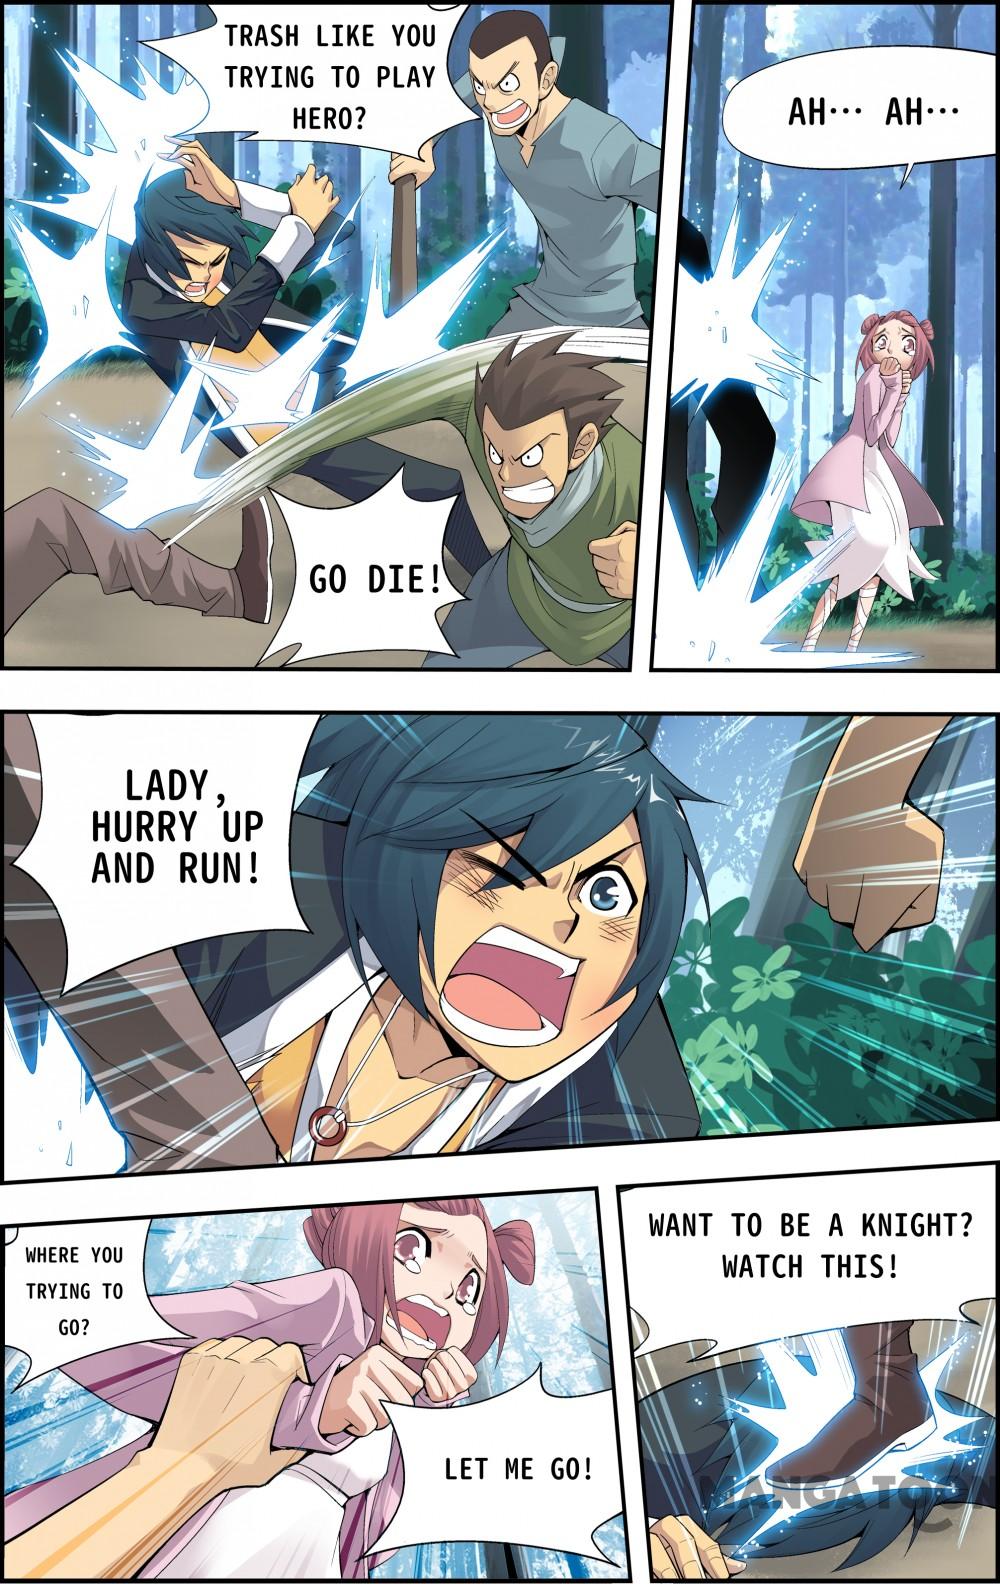 TRASH LIKE YOU
TRYING TO PLAY
HERO?
AH··· AH···
GO DIE!
LADY,
HURRY UP
AND RUN!
WHERE YOU
TRYING TO
GO?
LET ME GO!
WANT TO BE A KNIGHT?
WATCH THIS!
MANGATOON